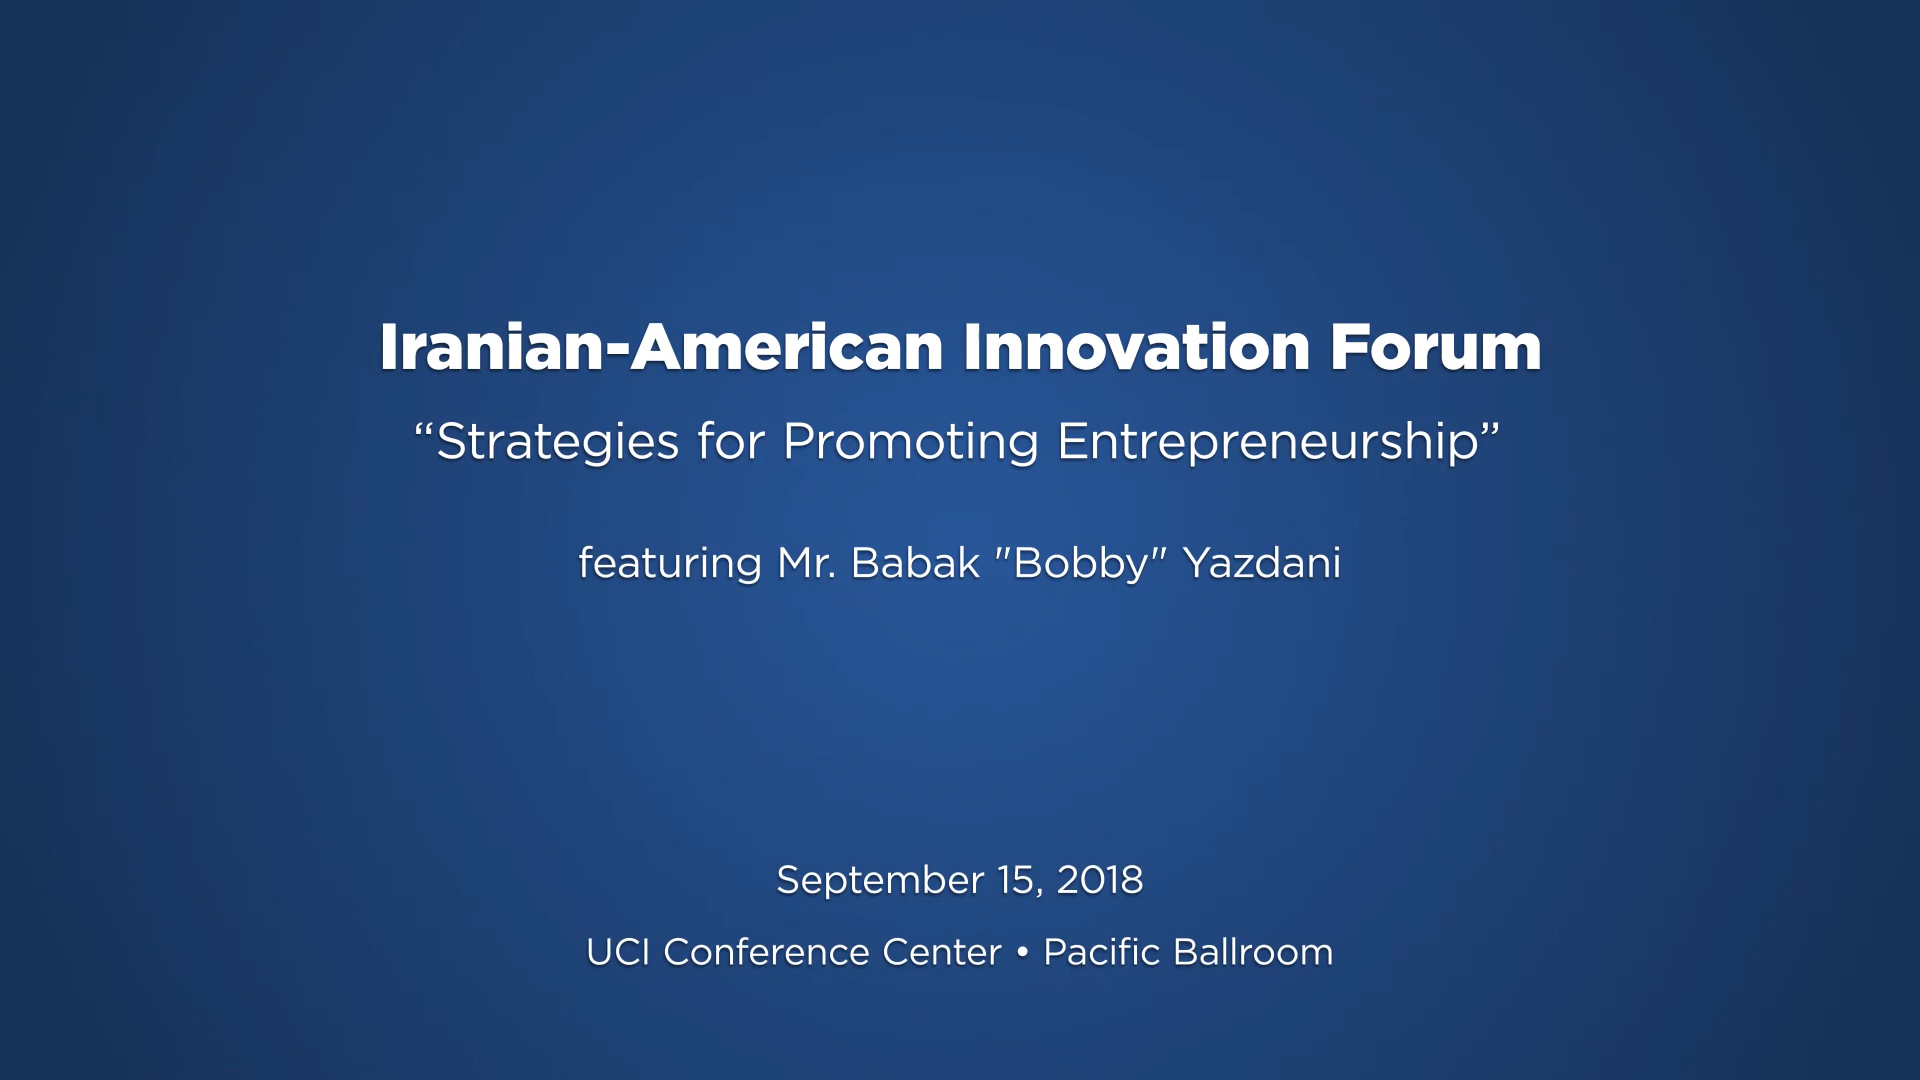 Iranian-American Innovation Forum
“Strategies for Promoting Entrepreneurship”
featuring Mr. Babak "Bobby" Yazdani
September 15, 2018
UCI Conference Center • Pacific Ballroom